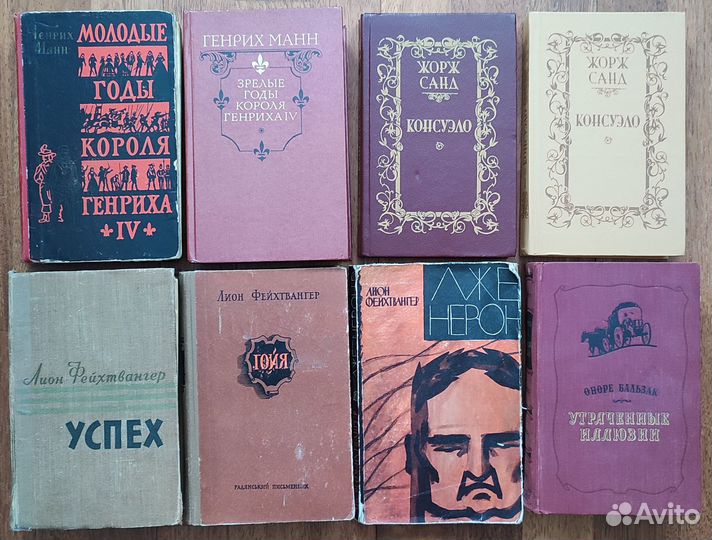 Генрих
Манн
МОЛОДЫЕ
ГОДЫ
КОРОЛЯ
ГЕНРИХА
IV
ГЕНРИХ МАНН
ЗРЕЛЫЕ
ГОДЫ
КОРОЛЯ
ГЕНРИХА IV
ЖОРЖ
САНД
КОНСУЭЛО
ЖОРЖ
САНД
КОНСУЭЛО
Лион Фейхтвангер
УСПЕХ
Лион Фейхтвангер
ГОЙЯ
РАДЯНСЬКИЙ ПИСЬМЕННИК
ЛИОН
ФЕЙХТВАНГЕР
ЛЖЕ
НЕРОН
ОНОРЕ БАЛЬЗАК
УТРАЧЕННЫЕ
ИЛЛЮЗИИ
Avito